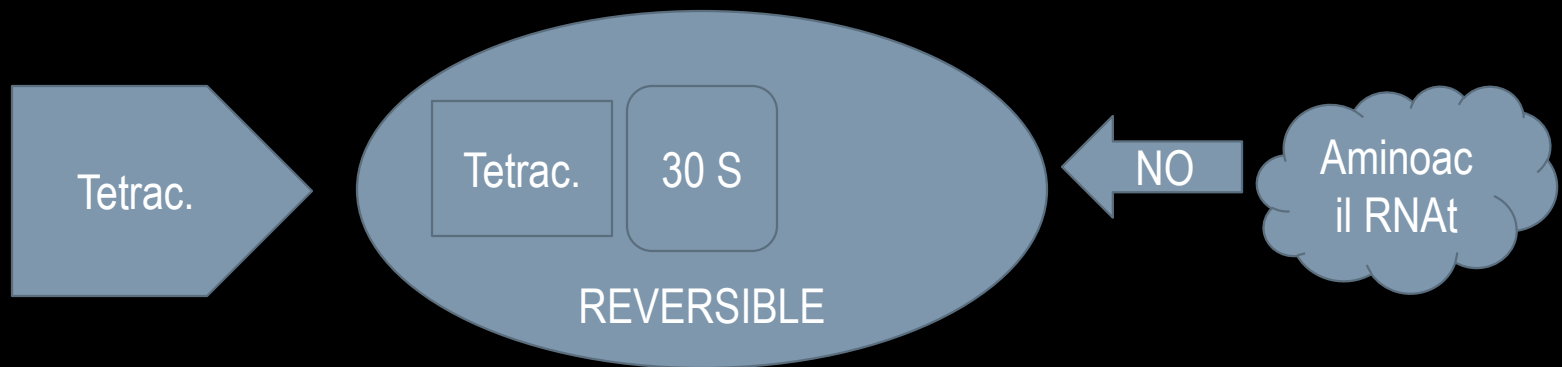 Tetrac.
Tetrac.
30 S
REVERSIBLE
NO
Aminoac
il RNAt